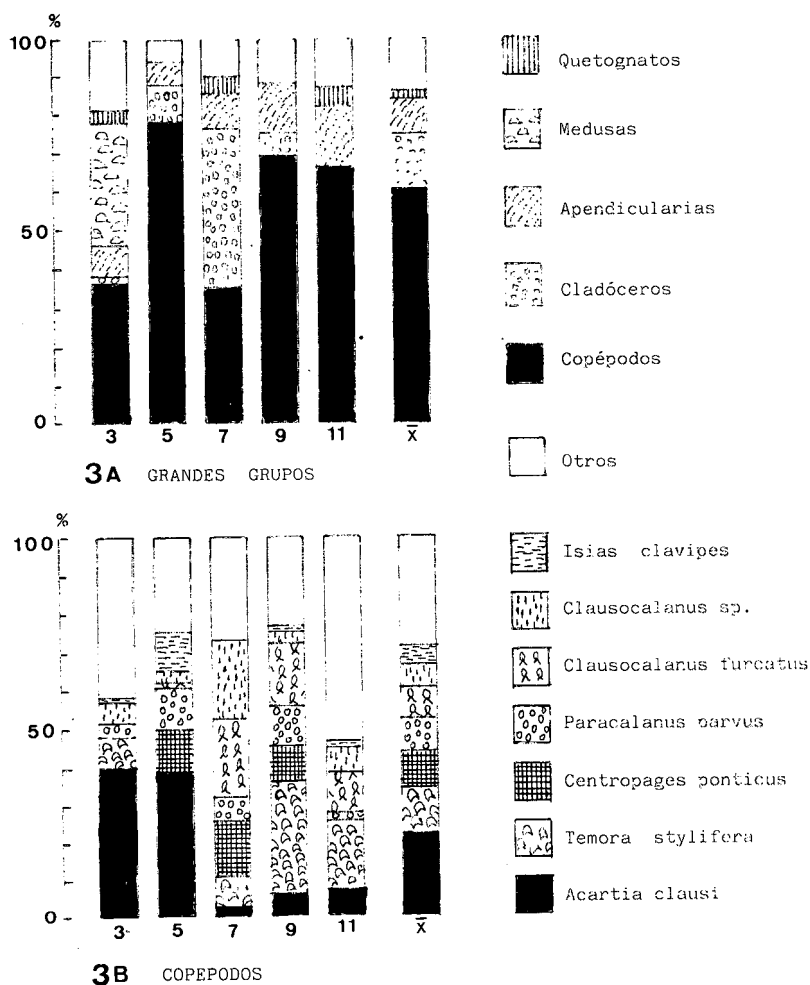 %
100
50
0
3 5 7 9 11 x̄
3A GRANDES GRUPOS
Quetognatos
Medusas
Apendicularias
Cladóceros
Copépodos
Otros
%
100
50
0
3 5 7 9 11 x̄
3B COPEPODOS
Isias clavipes
Clausocalanus sp.
Clausocalanus furcatus
Paracalanus parvus
Centropages ponticus
Temora stylifera
Acartia clausi